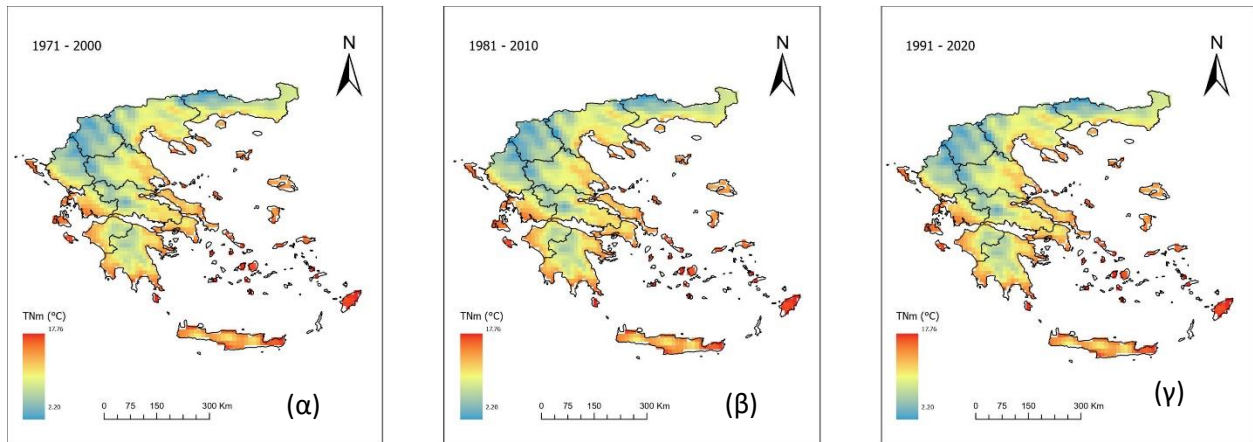 1971 - 2000
N
TNm (°C)
17.76
2.20
0 75 150 300 Km
(α)
1981 - 2010
N
TNm (°C)
17.76
2.20
0 75 150 300 Km
(β)
1991 - 2020
N
TNm (°C)
17.76
2.20
0 75 150 300 Km
(γ)